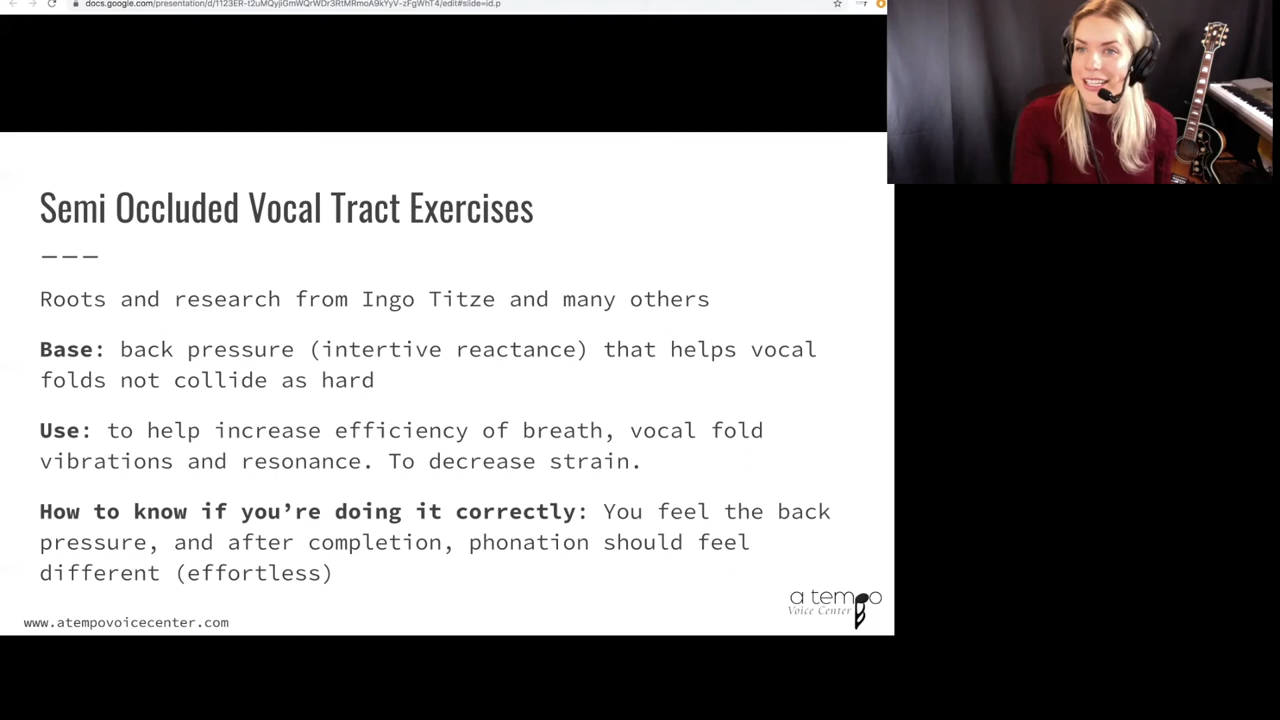 docs.google.com/presentation/d/1123ER-t2uMQyjiGmWQrWDr3RtMRmoA9kYyV-zFgWhT4/edit#slide=id.p
Semi Occluded Vocal Tract Exercises
Roots and research from Ingo Titze and many others
Base: back pressure (intertive reactance) that helps vocal
folds not collide as hard
Use: to help increase efficiency of breath, vocal fold
vibrations and resonance. To decrease strain.
How to know if you’re doing it correctly: You feel the back
pressure, and after completion, phonation should feel
different (effortless)
a tempo
Voice Center
www.atempovoicecenter.com